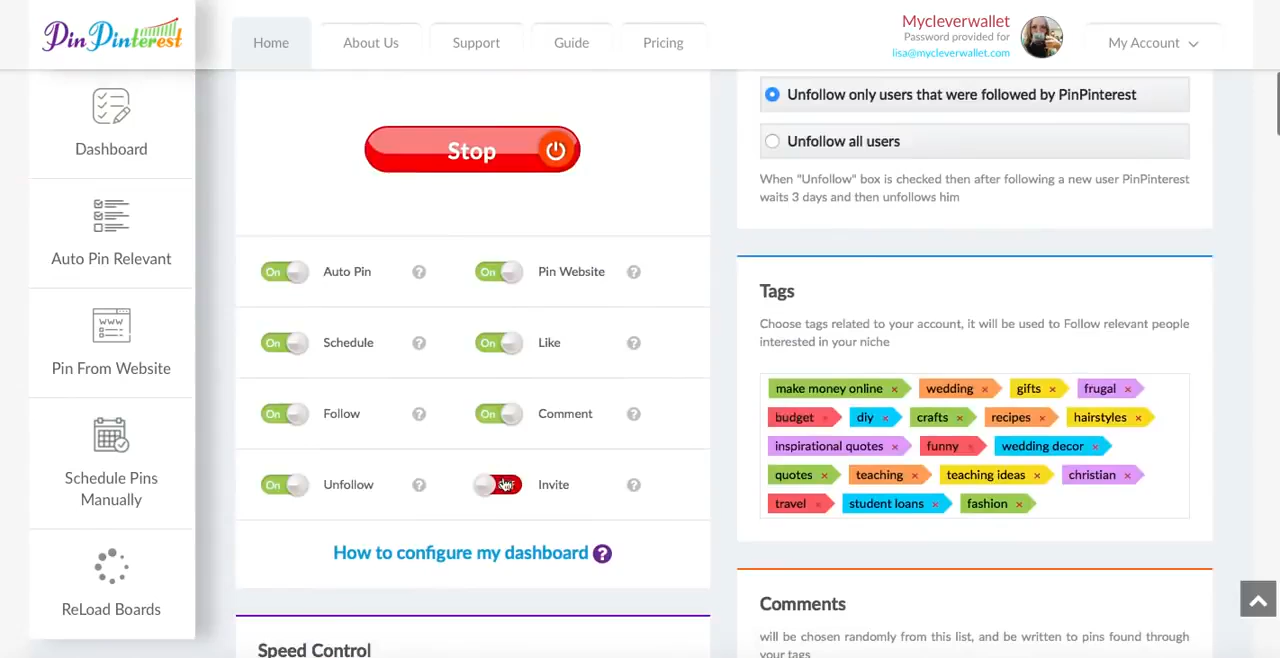 PinPinterest
Home
About Us
Support
Guide
Pricing
Mycleverwallet
Password provided for
lisa@mycleverwallet.com
My Account
Dashboard
Auto Pin Relevant
WWW
Pin From Website
Schedule Pins
Manually
ReLoad Boards
Stop
On Auto Pin ?
On Pin Website ?
On Schedule ?
On Like ?
On Follow ?
On Comment ?
On Unfollow ?
Invite ?
How to configure my dashboard ?
Speed Control
Unfollow only users that were followed by PinPinterest
Unfollow all users
When "Unfollow" box is checked then after following a new user PinPinterest
waits 3 days and then unfollows him
Tags
Choose tags related to your account, it will be used to Follow relevant people
interested in your niche
make money online × wedding × gifts × frugal ×
budget × diy × crafts × recipes × hairstyles ×
inspirational quotes × funny × wedding decor ×
quotes × teaching × teaching ideas × christian ×
travel × student loans × fashion ×
Comments
will be chosen randomly from this list, and be written to pins found through
your tags